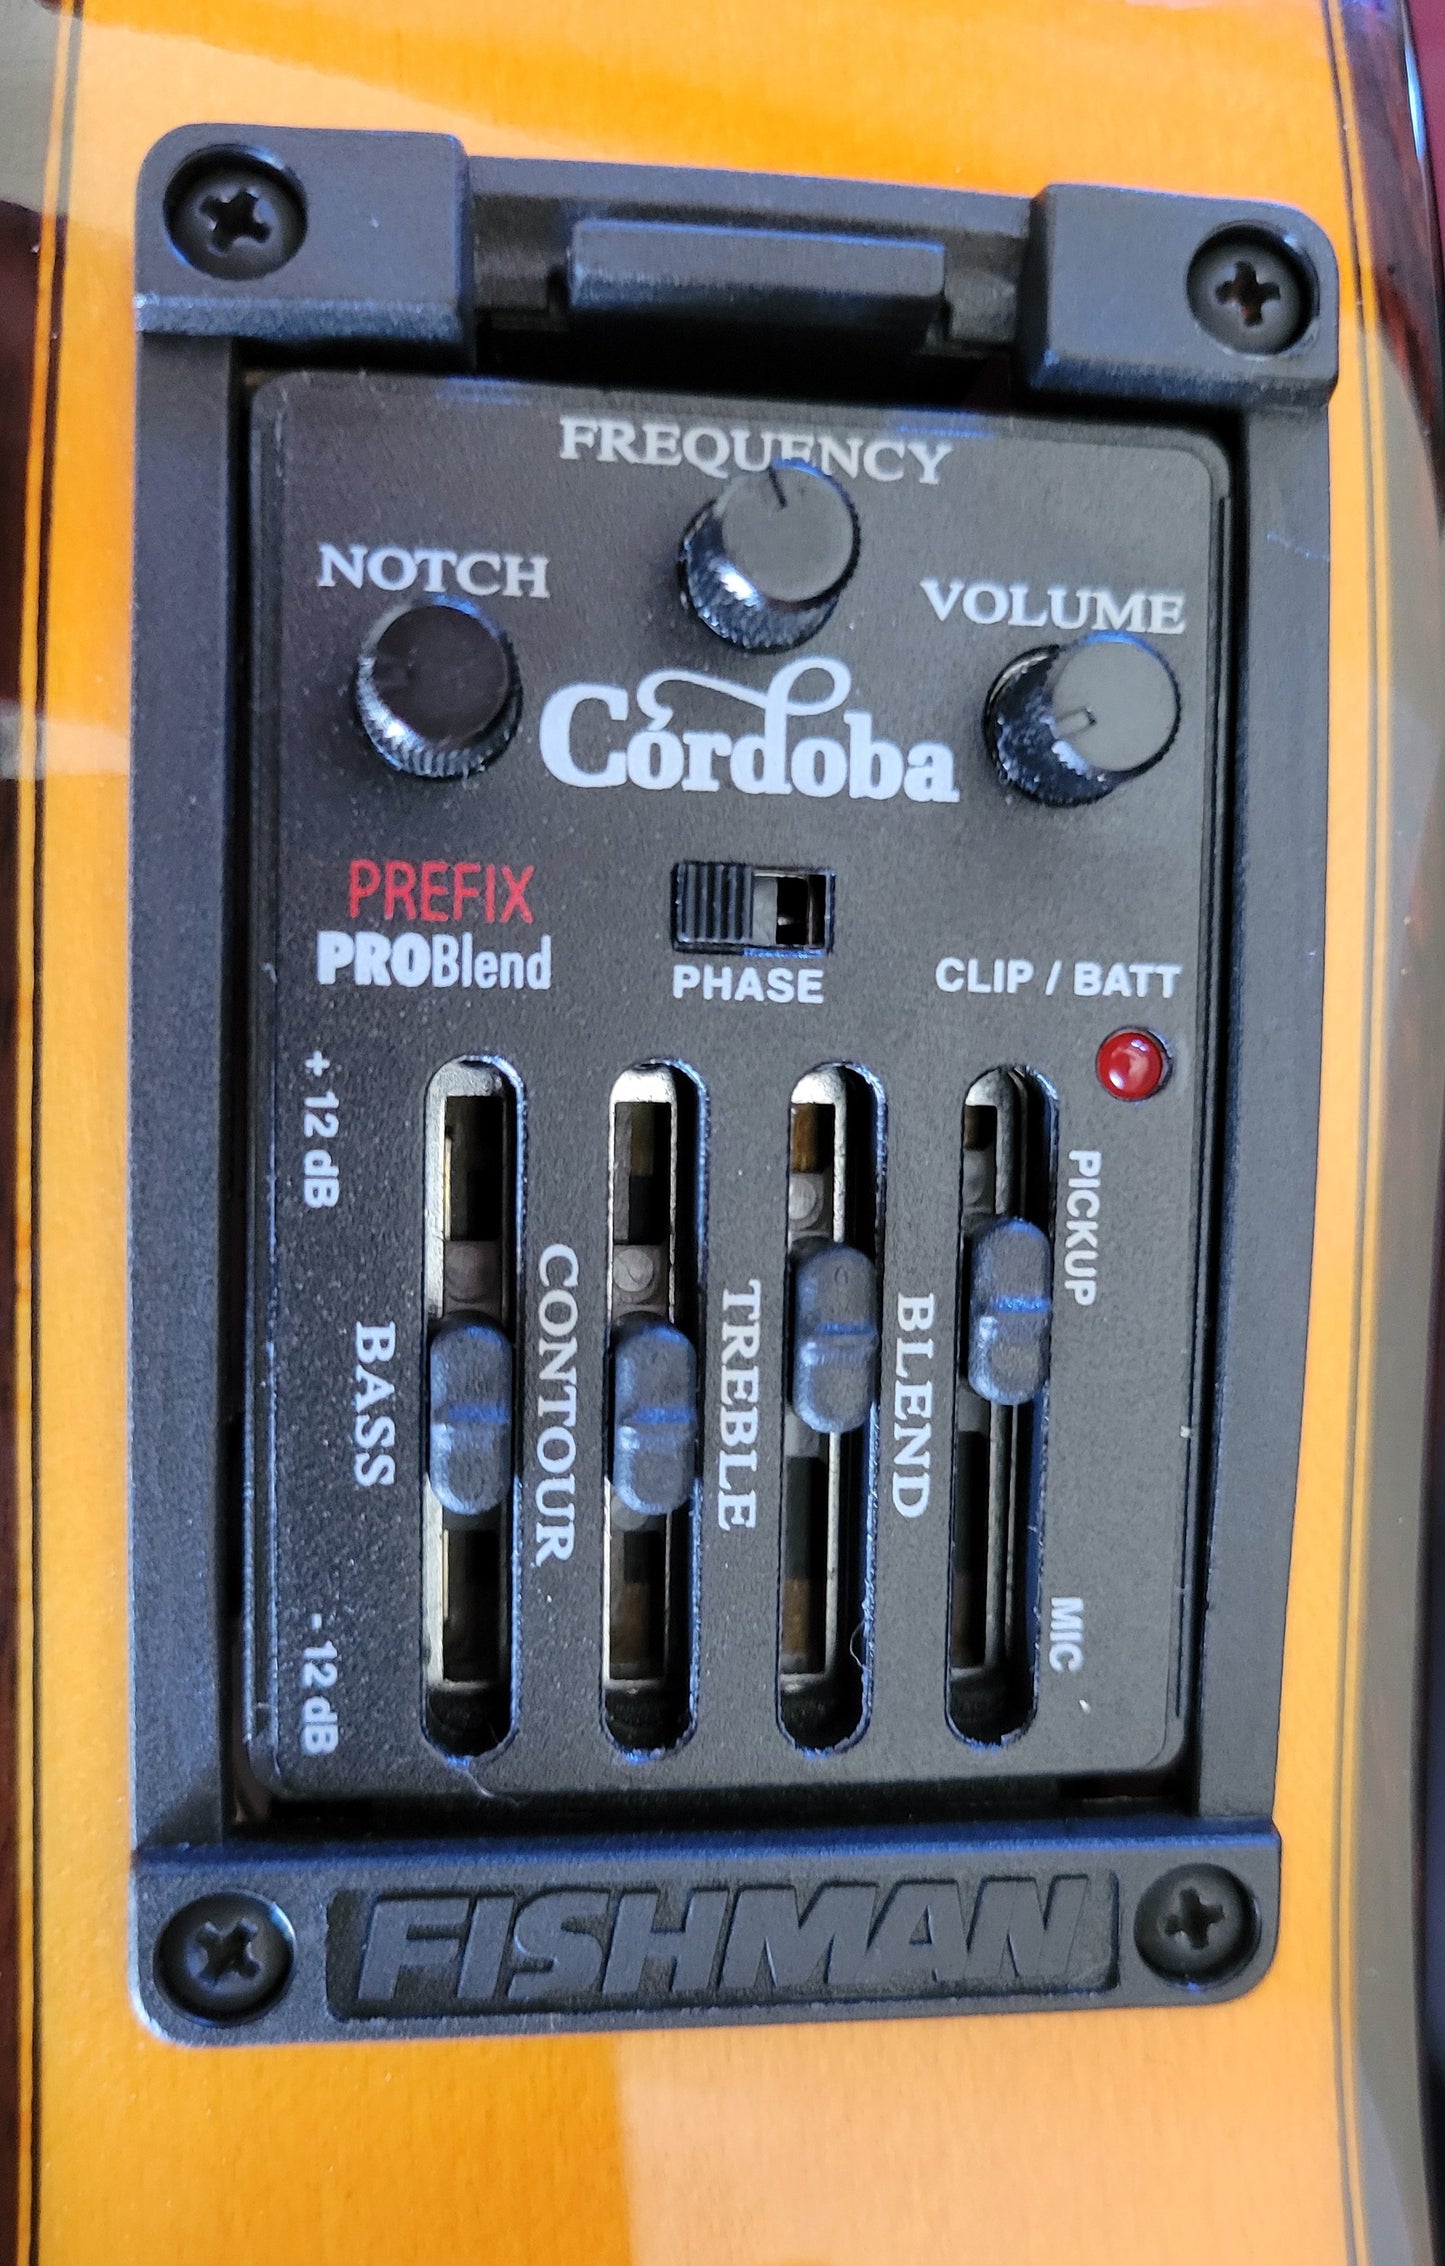 FREQUENCY
NOTCH
VOLUME
Córdoba
PREFIX
PROBlend
PHASE
CLIP / BATT
+12 dB
-12 dB
BASS
CONTOUR
TREBLE
BLEND
PICKUP
MIC
FISHMAN